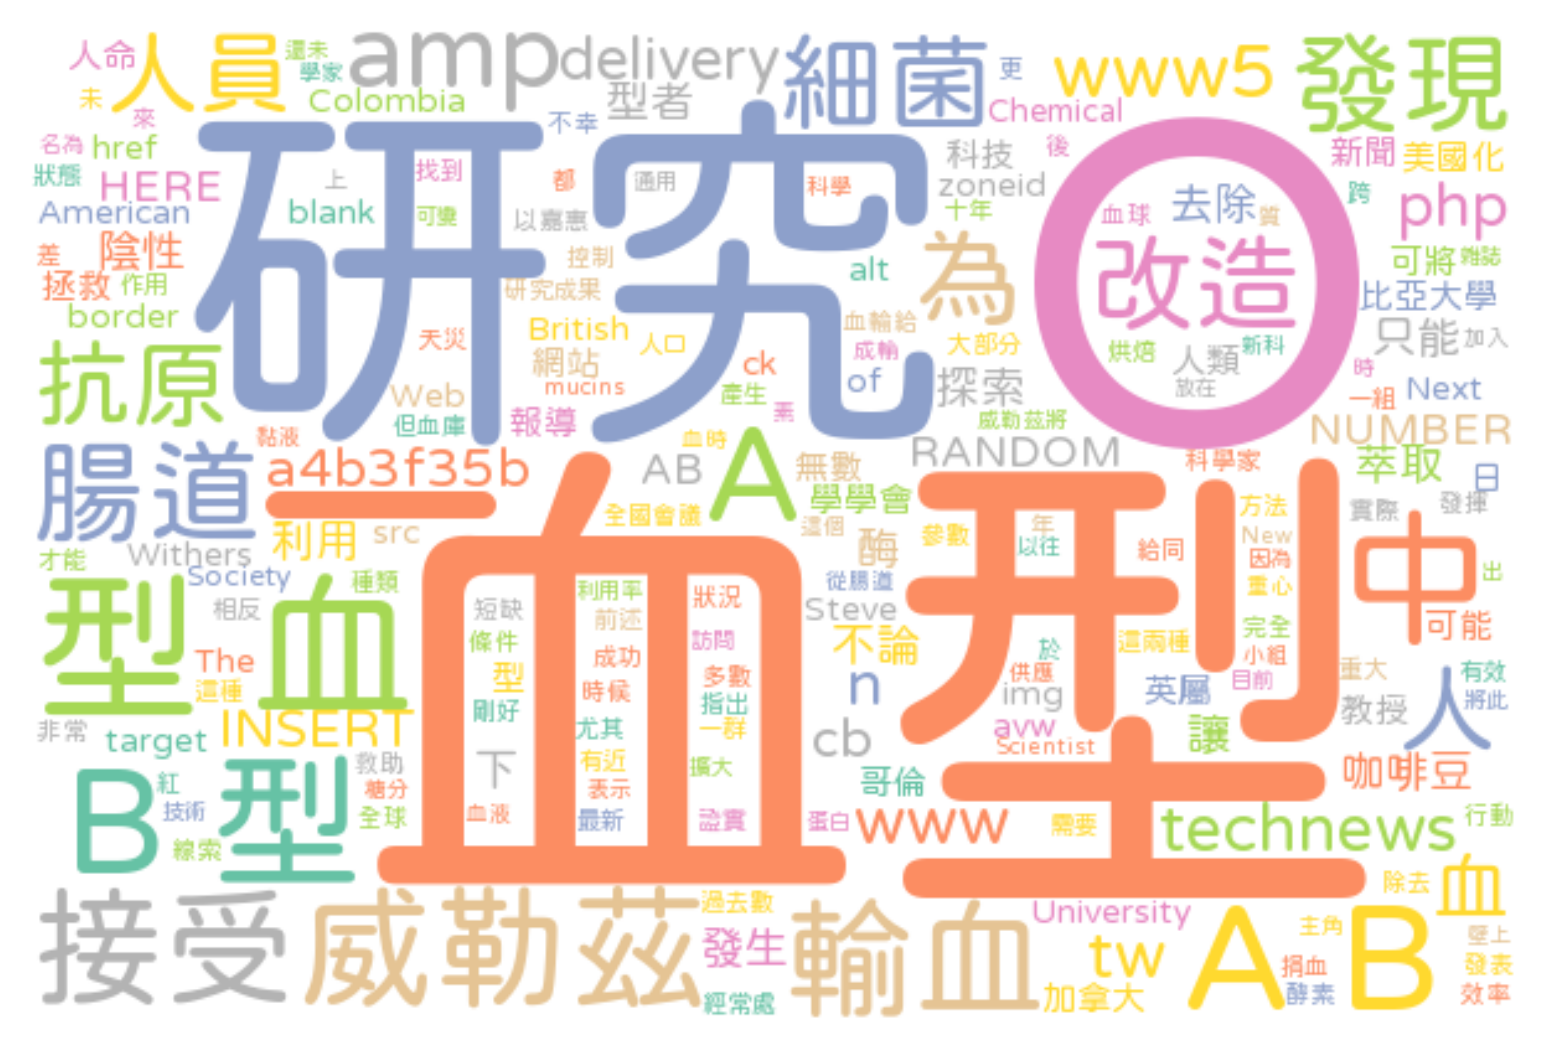 人命
人員
還未
學家
amp
delivery
細菌
更
www5
發現
未
來
Colombia
型者
不幸
Chemical
名為
href
研究
找到
上
都
通用
科學
科技
後
新聞
美國化
狀態
HERE
blank
可變
以嘉惠
zoneid
十年
血球
去除
質
跨
php
American
差
陰性
控制
alt
為
改造
O
可將
雜誌
拯救
作用
研究成果
比亞大學
border
天災
British
人口
血輸給
大部分
烘焙
人類
新科
只能
加入
抗原
網站
ck
成輸
of
探索
放在
時
Web
mucins
產生
素
一組
Next
但血庫
報導
威勒茲將
NUMBER
黏液
血時
RANDOM
科學家
萃取
日
腸道
a4b3f35b
一
AB
A
無數
學學會
方法
實際
發揮
利用
src
全國會議
這個
酶
參數
年
以往
給同
New
因為
中
出
才能
Withers
Society
種類
血型
利用率
狀況
從腸道
重心
型
血
相反
短缺
前述
Steve
完全
可能
條件
訪問
不論
於
這兩種
小組
The
這種
型
成功
多數
n
供應
img
英屬
目前
重大
人
有效
將此
時候
指出
剛好
非常
target
INSERT
尤其
一群
cb
avw
Scientist
讓
教授
B
型
紅
救助
下
有近
擴大
哥倫
咖啡豆
技術
糖分
表示
全球
血液
最新
證實
蛋白
www
需要
technews
行動
線索
接受
威勒茲
過去數
輸血
University
除去
血
發生
tw
AB
主角
壁上
捐血
發表
經常處
加拿大
酵素
效率